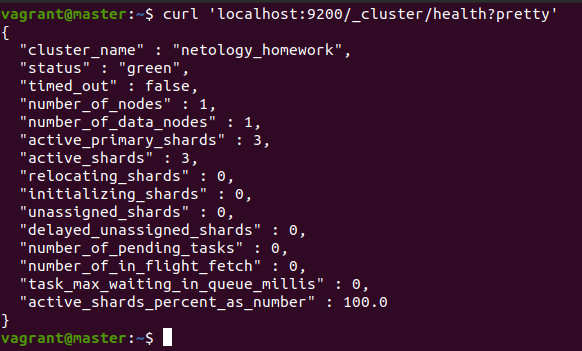 vagrant@master:~$ curl 'localhost:9200/_cluster/health?pretty'
{
  "cluster_name" : "netology_homework",
  "status" : "green",
  "timed_out" : false,
  "number_of_nodes" : 1,
  "number_of_data_nodes" : 1,
  "active_primary_shards" : 3,
  "active_shards" : 3,
  "relocating_shards" : 0,
  "initializing_shards" : 0,
  "unassigned_shards" : 0,
  "delayed_unassigned_shards" : 0,
  "number_of_pending_tasks" : 0,
  "number_of_in_flight_fetch" : 0,
  "task_max_waiting_in_queue_millis" : 0,
  "active_shards_percent_as_number" : 100.0
}
vagrant@master:~$